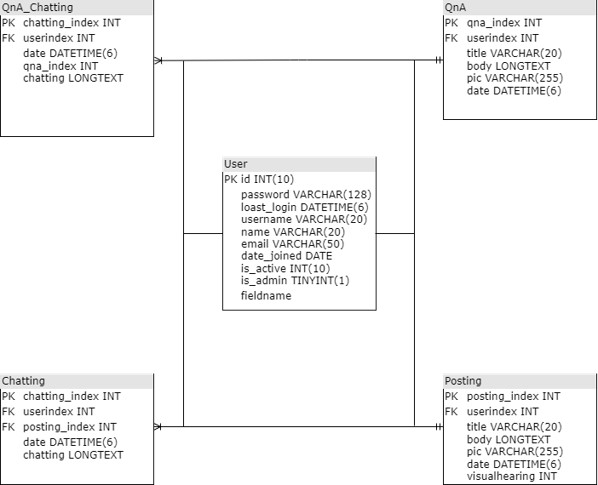 QnA_Chatting
PK chatting_index INT
FK userindex INT
date DATETIME(6)
qna_index INT
chatting LONGTEXT
QnA
PK qna_index INT
FK userindex INT
title VARCHAR(20)
body LONGTEXT
pic VARCHAR(255)
date DATETIME(6)
User
PK id INT(10)
password VARCHAR(128)
loast_login DATETIME(6)
username VARCHAR(20)
name VARCHAR(20)
email VARCHAR(50)
date_joined DATE
is_active INT(10)
is_admin TINYINT(1)
fieldname
Chatting
PK chatting_index INT
FK userindex INT
FK posting_index INT
date DATETIME(6)
chatting LONGTEXT
Posting
PK posting_index INT
FK userindex INT
title VARCHAR(20)
body LONGTEXT
pic VARCHAR(255)
date DATETIME(6)
visualhearing INT